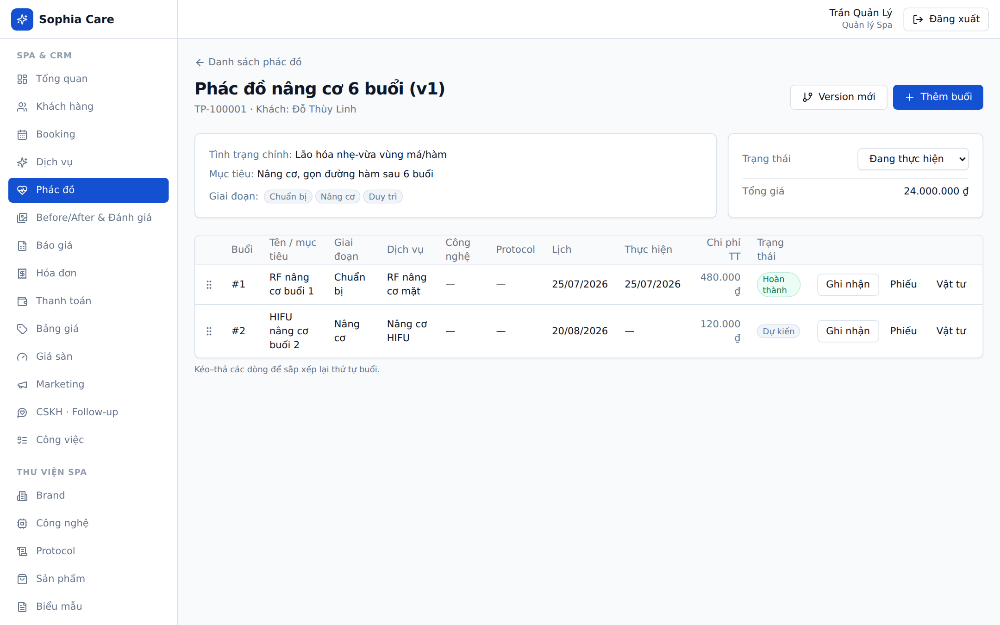 Sophia Care
Trần Quản Lý
Quản lý Spa
Đăng xuất
SPA & CRM
Tổng quan
Khách hàng
Booking
Dịch vụ
Phác đồ
Before/After & Đánh giá
Báo giá
Hóa đơn
Thanh toán
Bảng giá
Giá sàn
Marketing
CSKH · Follow-up
Công việc
THƯ VIỆN SPA
Brand
Công nghệ
Protocol
Sản phẩm
Biểu mẫu
Danh sách phác đồ
Phác đồ nâng cơ 6 buổi (v1)
TP-100001 · Khách: Đỗ Thùy Linh
Version mới
Thêm buổi
Tình trạng chính: Lão hóa nhẹ-vừa vùng má/hàm
Mục tiêu: Nâng cơ, gọn đường hàm sau 6 buổi
Giai đoạn: Chuẩn bị Nâng cơ Duy trì
Trạng thái Đang thực hiện
Tổng giá 24.000.000 ₫
Buổi
Tên / mục
tiêu
Giai
đoạn
Dịch vụ
Công
nghệ
Protocol
Lịch
Thực hiện
Chi phí
TT
Trạng
thái
#1
RF nâng
cơ buổi 1
Chuẩn
bị
RF nâng
cơ mặt
—
—
25/07/2026
25/07/2026
480.000
₫
Hoàn
thành
Ghi nhận
Phiếu
Vật tư
#2
HIFU
nâng cơ
buổi 2
Nâng
cơ
Nâng cơ
HIFU
—
—
20/08/2026
—
120.000
₫
Dự kiến
Ghi nhận
Phiếu
Vật tư
Kéo–thả các dòng để sắp xếp lại thứ tự buổi.